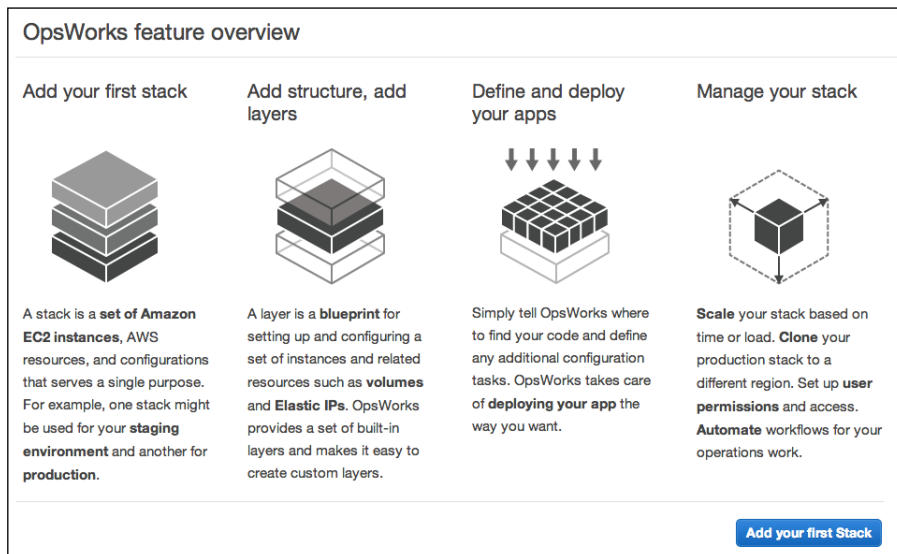 OpsWorks feature overview
Add your first stack
A stack is a set of Amazon
EC2 instances, AWS
resources, and configurations
that serves a single purpose.
For example, one stack might
be used for your staging
environment and another for
production.
Add structure, add
layers
A layer is a blueprint for
setting up and configuring a
set of instances and related
resources such as volumes
and Elastic IPs. OpsWorks
provides a set of built-in
layers and makes it easy to
create custom layers.
Define and deploy
your apps
Simply tell OpsWorks where
to find your code and define
any additional configuration
tasks. OpsWorks takes care
of deploying your app the
way you want.
Manage your stack
Scale your stack based on
time or load. Clone your
production stack to a
different region. Set up user
permissions and access.
Automate workflows for your
operations work.
Add your first Stack